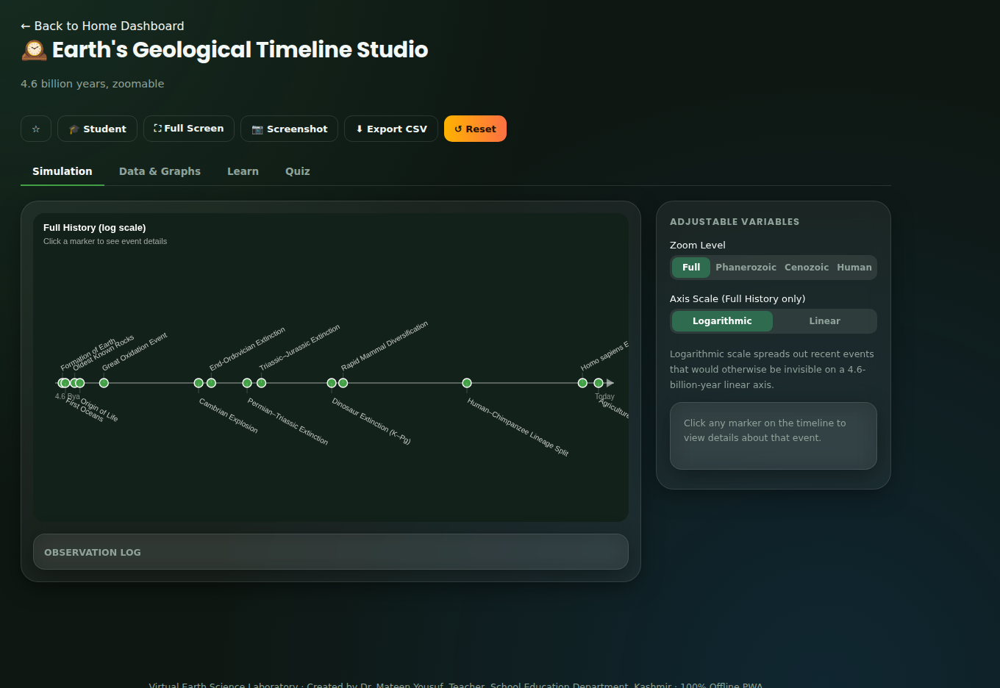 ← Back to Home Dashboard
🕰️ Earth's Geological Timeline Studio
4.6 billion years, zoomable
☆
🎓 Student
⛶ Full Screen
📷 Screenshot
⬇ Export CSV
↺ Reset
Simulation
Data & Graphs
Learn
Quiz
Full History (log scale)
Click a marker to see event details
Formation of Earth
Oldest Known Rocks
Great Oxidation Event
End-Ordovician Extinction
Triassic–Jurassic Extinction
Rapid Mammal Diversification
Homo sapiens E
4.6 Bya
Today
First Oceans
Origin of Life
Cambrian Explosion
Permian–Triassic Extinction
Dinosaur Extinction (K–Pg)
Human–Chimpanzee Lineage Split
Agriculture
OBSERVATION LOG
ADJUSTABLE VARIABLES
Zoom Level
Full
Phanerozoic
Cenozoic
Human
Axis Scale (Full History only)
Logarithmic
Linear
Logarithmic scale spreads out recent events
that would otherwise be invisible on a 4.6-
billion-year linear axis.
Click any marker on the timeline to
view details about that event.
Virtual Earth Science Laboratory · Created by Dr. Mateen Yousuf, Teacher, School Education Department, Kashmir · 100% Offline PWA